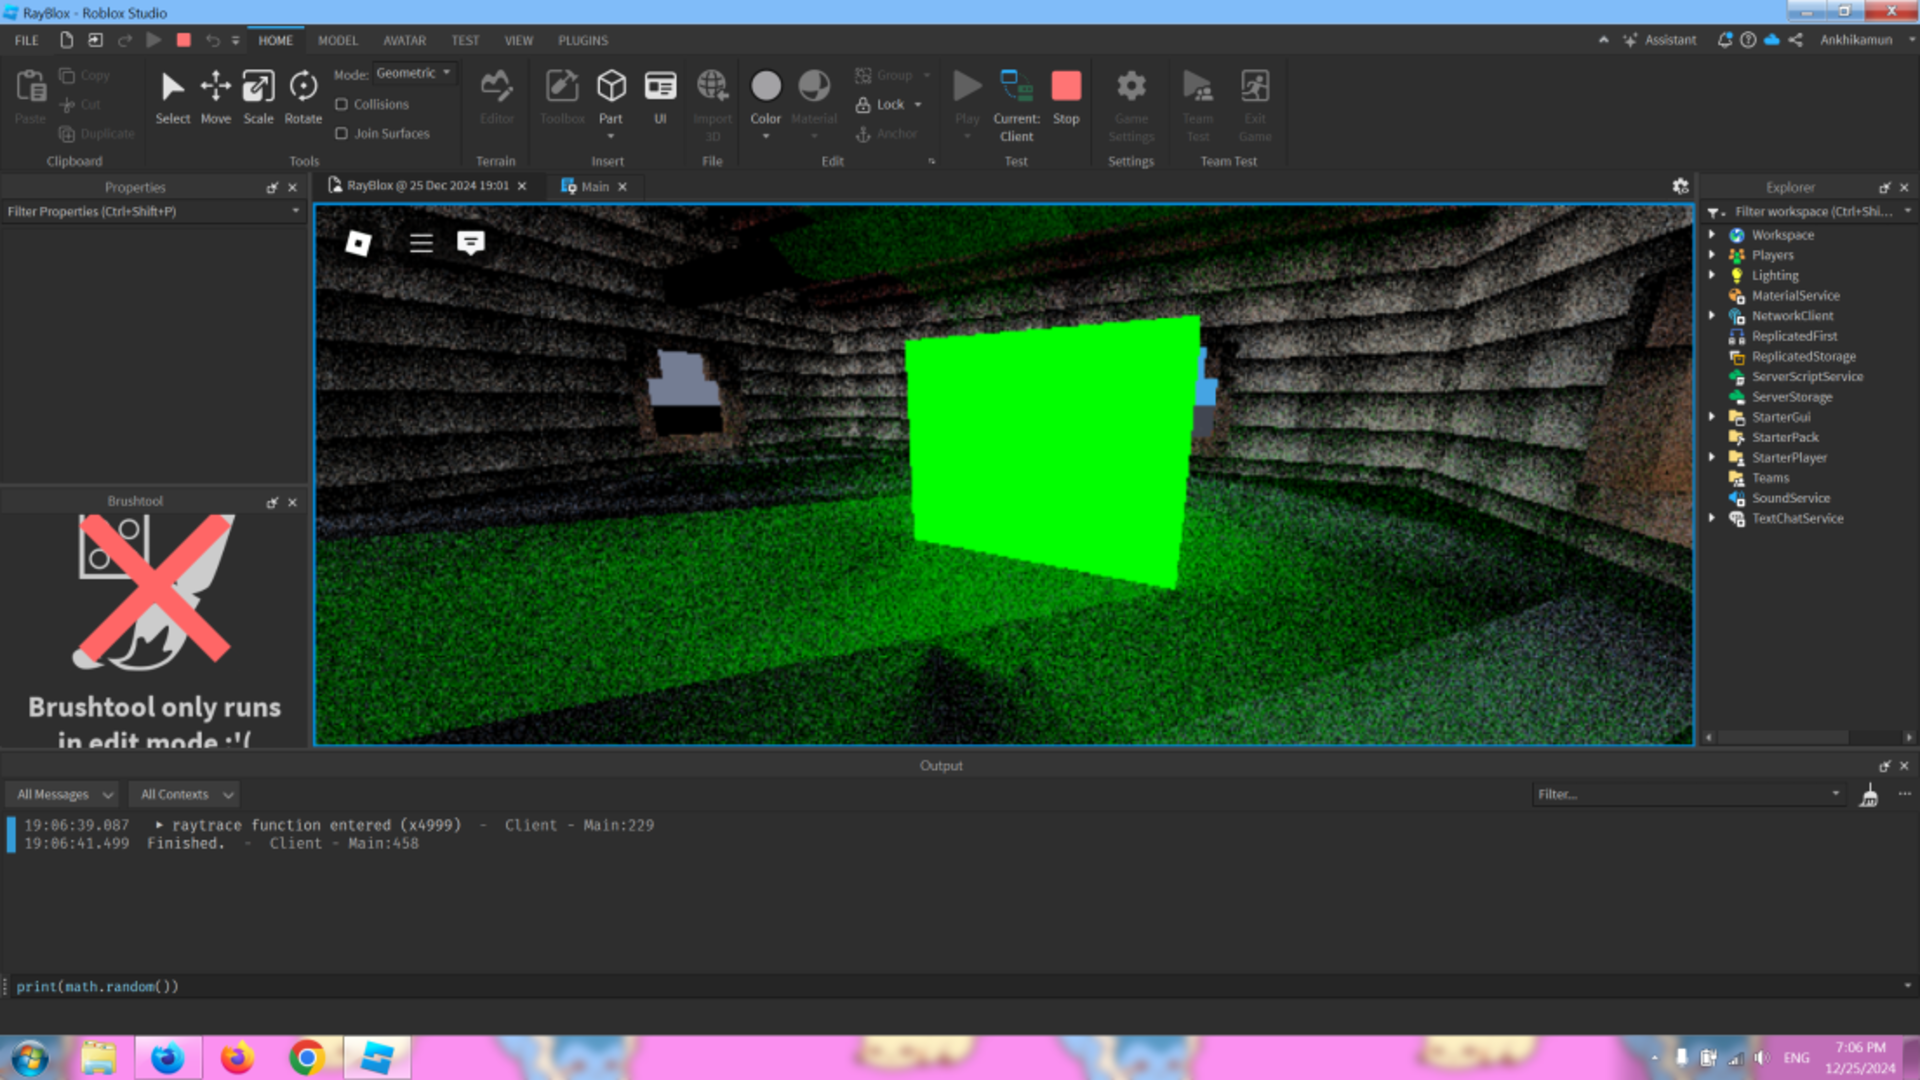 RayBlox - Roblox Studio
FILE HOME MODEL AVATAR TEST VIEW PLUGINS Assistant Ankhikamun
Paste Copy Cut Duplicate
Clipboard
Select Move Scale Rotate
Mode: Geometric
Collisions
Join Surfaces
Tools
Editor
Terrain
Toolbox Part UI
Insert
Import 3D
File
Color Material Group Lock Anchor
Edit
Play Current: Client Stop
Test
Game Settings
Settings
Team Test Exit Game
Team Test
Properties
Filter Properties (Ctrl+Shift+P)
RayBlox @ 25 Dec 2024 19:01
Main
Explorer
Filter workspace (Ctrl+Shi...
Workspace
Players
Lighting
MaterialService
NetworkClient
ReplicatedFirst
ReplicatedStorage
ServerScriptService
ServerStorage
StarterGui
StarterPack
StarterPlayer
Teams
SoundService
TextChatService
Brushtool
Brushtool only runs
in edit mode :'(
Output
All Messages All Contexts Filter...
19:06:39.087 ▶ raytrace function entered (x4999) - Client - Main:229
19:06:41.499 Finished. - Client - Main:458
print(math.random())
ENG
7:06 PM
12/25/2024